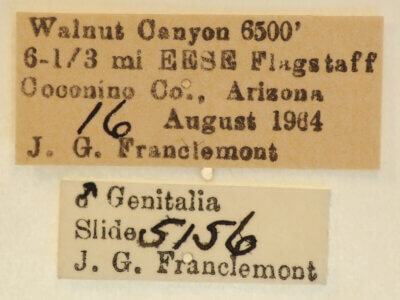 Walnut Canyon 6500'
6-1/3 mi EESE Flagstaff
Coconino Co., Arizona
16 August 1964
J. G. Franclemont
♂ Genitalia
Slide 5156
J. G. Franclemont